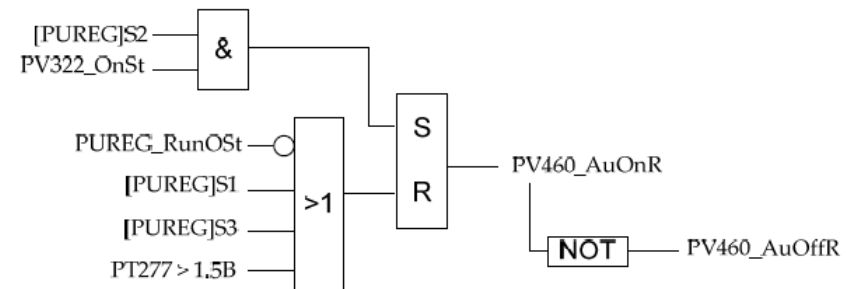 [PUREG]S2
&
PV322_OnSt
PUREG_RunOSt
[PUREG]S1
[PUREG]S3
PT277 > 1.5B
>1
S
R
PV460_AuOnR
NOT
PV460_AuOffR